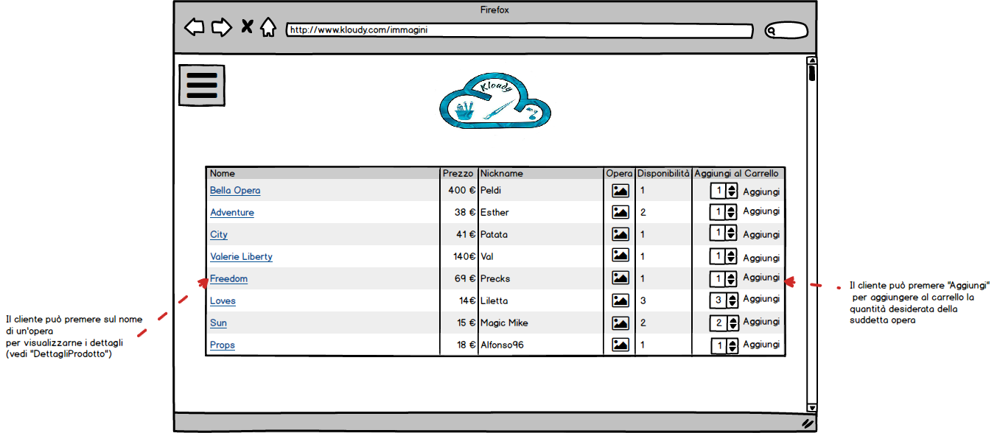 Firefox
http://www.kloudy.com/immagini
Kloudy
Nome Prezzo Nickname Opera Disponibilità Aggiungi al Carrello
Bella Opera 400 € Peldi 1 1 Aggiungi
Adventure 38 € Esther 2 1 Aggiungi
City 41 € Patata 1 1 Aggiungi
Valerie Liberty 140€ Val 1 1 Aggiungi
Freedom 69 € Precks 1 1 Aggiungi
Loves 14€ Liletta 3 3 Aggiungi
Sun 15 € Magic Mike 2 2 Aggiungi
Props 18 € Alfonso96 1 1 Aggiungi
Il cliente può premere sul nome
di un'opera
per visualizzarne i dettagli
(vedi "DettagliProdotto")
Il cliente può premere "Aggiungi"
per aggiungere al carrello la
quantità desiderata della
suddetta opera